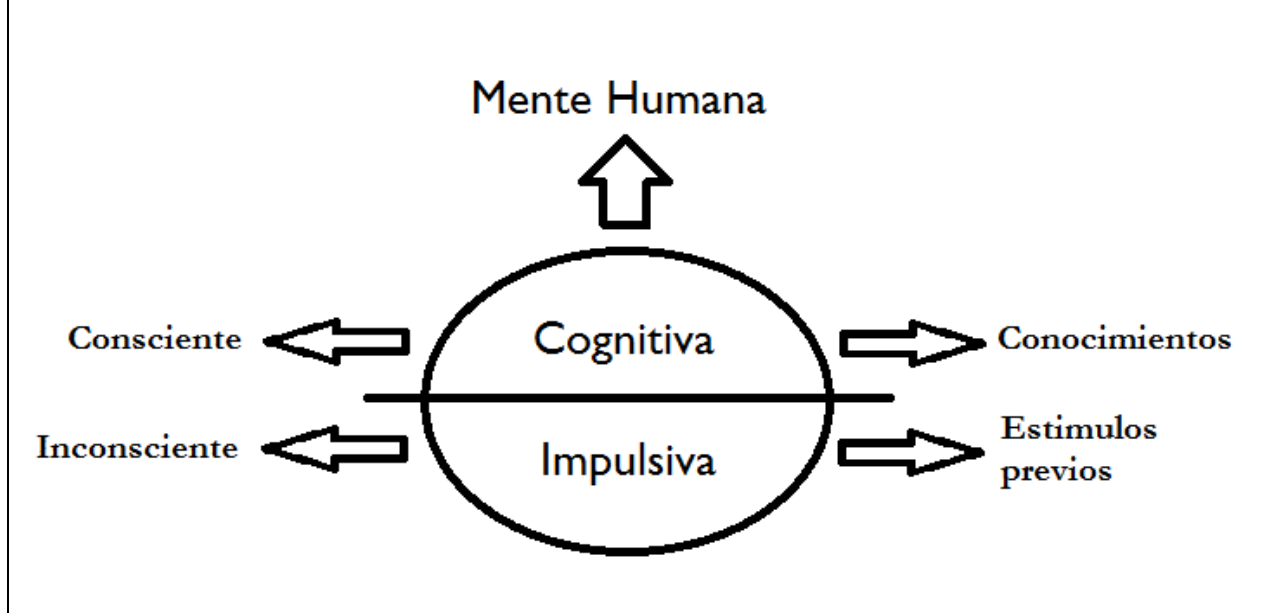 Mente Humana
Consciente
Cognitiva
Conocimientos
Inconsciente
Impulsiva
Estimulos
previos